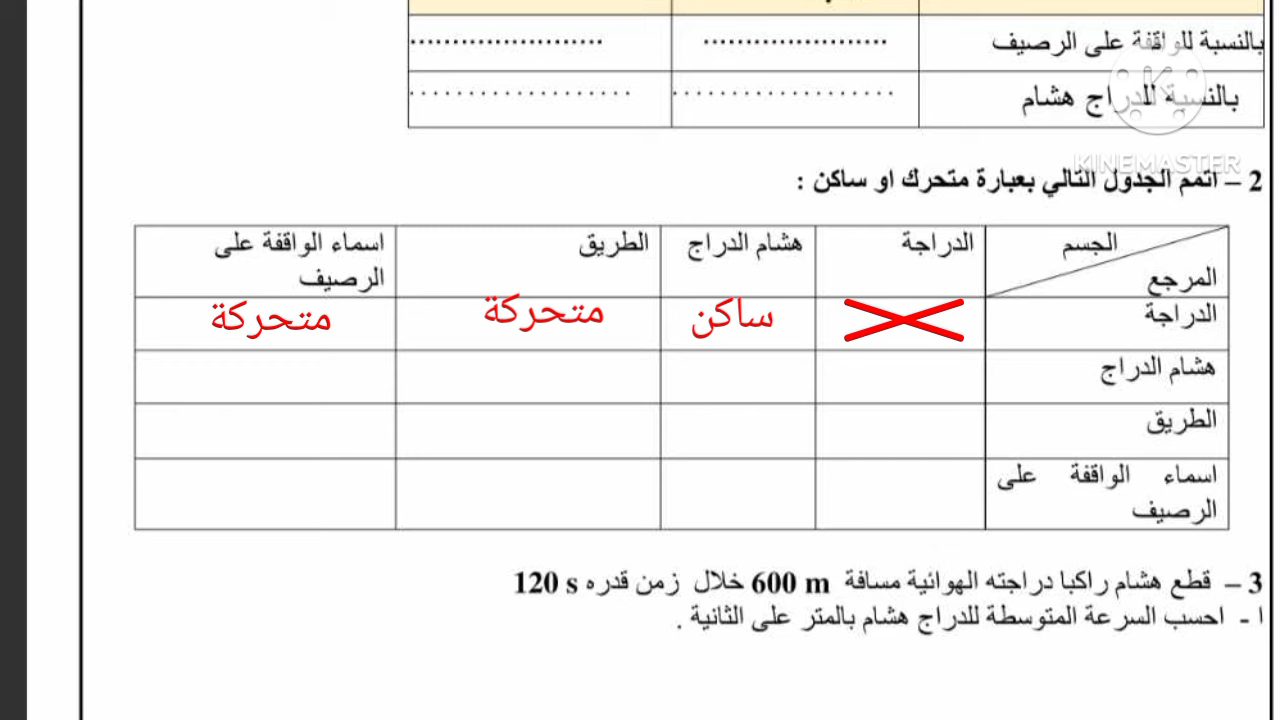 بالنسبة للواقفة على الرصيف ...................... ......................
بالنسبة للدراج هشام ................... ...................
KINEMASTER
2 – اتمم الجدول التالي بعبارة متحرك او ساكن :
الجسم الدراجة هشام الدراج الطريق اسماء الواقفة على
المرجع الرصيف
الدراجة ساكن متحركة متحركة
هشام الدراج
الطريق
اسماء الواقفة على
الرصيف
3 – قطع هشام راكبا دراجته الهوائية مسافة 600 m خلال زمن قدره 120 s
ا - احسب السرعة المتوسطة للدراج هشام بالمتر على الثانية .